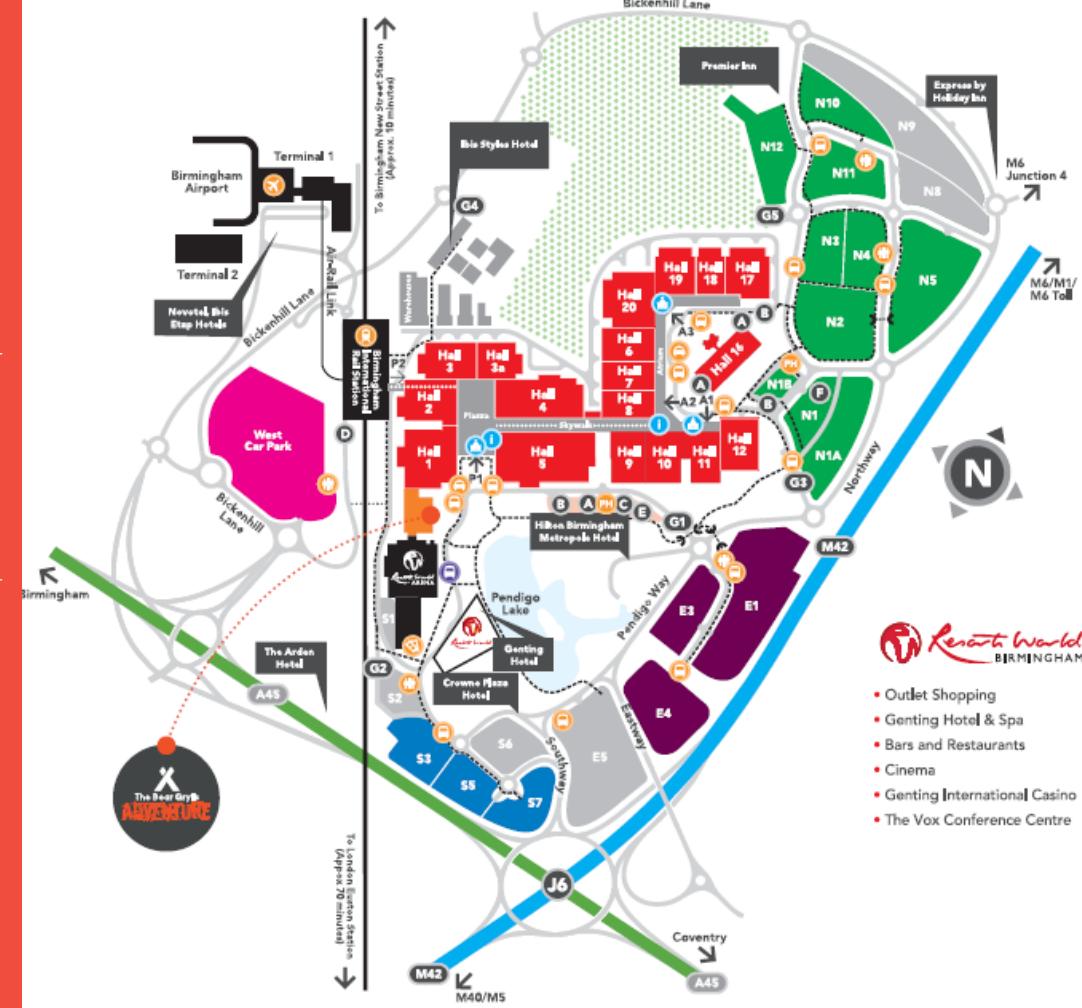 Bickenhill Lane
To Birmingham New Street Station
(Approx. 10 minutes)
Premier Inn
Express by
Holiday Inn
N10
N9
N12
N11
N8
M6
Junction 4
Terminal 1
Birmingham
Airport
Ibis Styles Hotel
G4
G5
N3
N4
N5
M6/M1/
M6 Toll
Terminal 2
Air-Rail Link
Novotel, Ibis
Etap Hotels
Bickenhill Lane
Warehouses
Hall
19
Hall
18
Hall
17
Hall
20
A3
A
B
N2
Birmingham
International
Rail Station
P2
Hall
3
Hall
3a
Hall
6
Hall
7
Hall
8
Atrium
Hall 16
A
A2
A1
PH
N1B
B
F
N1
Hall
2
Plaza
Hall
4
Skywalk
i
i
West
Car Park
D
Hall
1
P1
Hall
5
Hall
9
Hall
10
Hall
11
Hall
12
N1A
G3
Northway
N
Bickenhill
Lane
B
A
PH
C
E
G1
Hilton Birmingham
Metropole Hotel
M42
Resorts World
ARENA
Birmingham
Pendigo
Lake
Pendigo Way
E3
E1
S1
Resorts World
Genting
Hotel
The Arden
Hotel
G2
Crowne Plaza
Hotel
A45
S2
E4
Eastway
Southway
S6
E5
S3
S5
S7
Resorts World
BIRMINGHAM
• Outlet Shopping
• Genting Hotel & Spa
• Bars and Restaurants
• Cinema
• Genting International Casino
• The Vox Conference Centre
The Bear Grylls
ADVENTURE
To London Euston Station
(Approx 70 minutes)
J6
Coventry
M42
M40/M5
A45